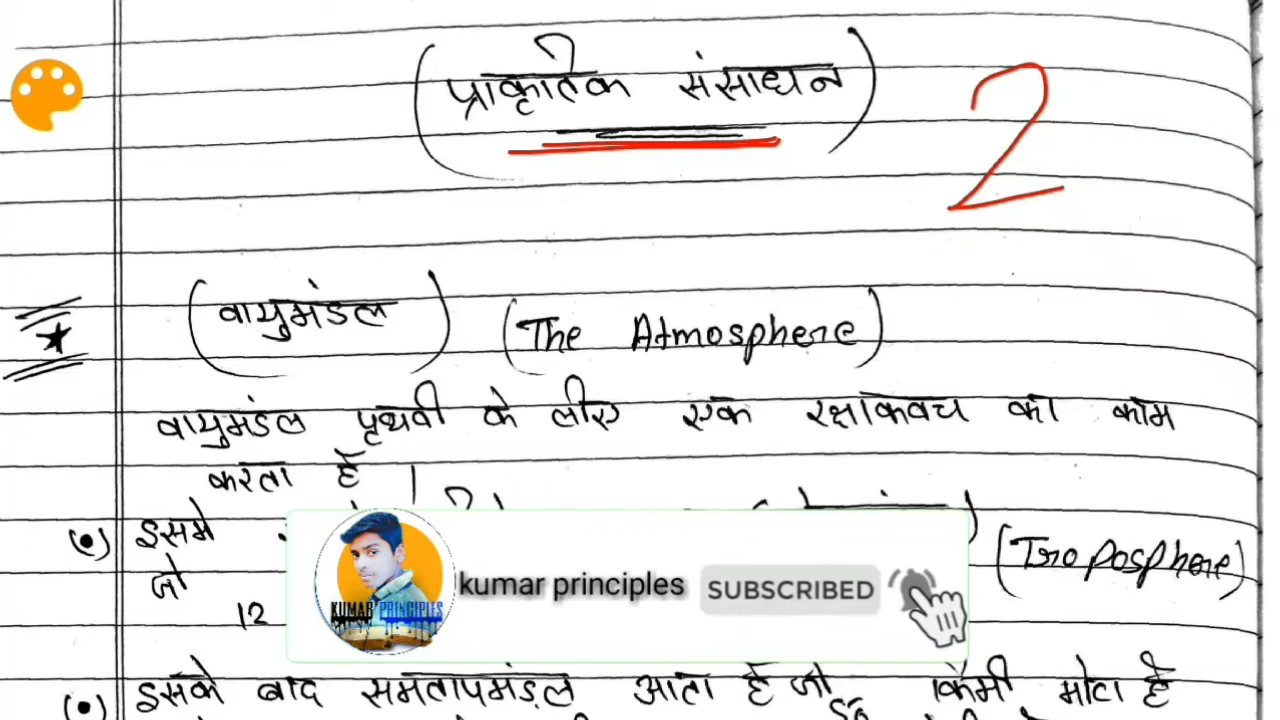 (प्राकृतिक संसाधन)
2
(वायुमंडल) (The Atmosphere)
वायुमंडल पृथ्वी के लीए एक रक्षाकवच का काम
करता है।
इसमे
(Troposphere)
जो
12
kumar principles
SUBSCRIBED
KUMAR PRINCIPLES
इसके बाद समतापमंडल आता है जो किमी मोटा है